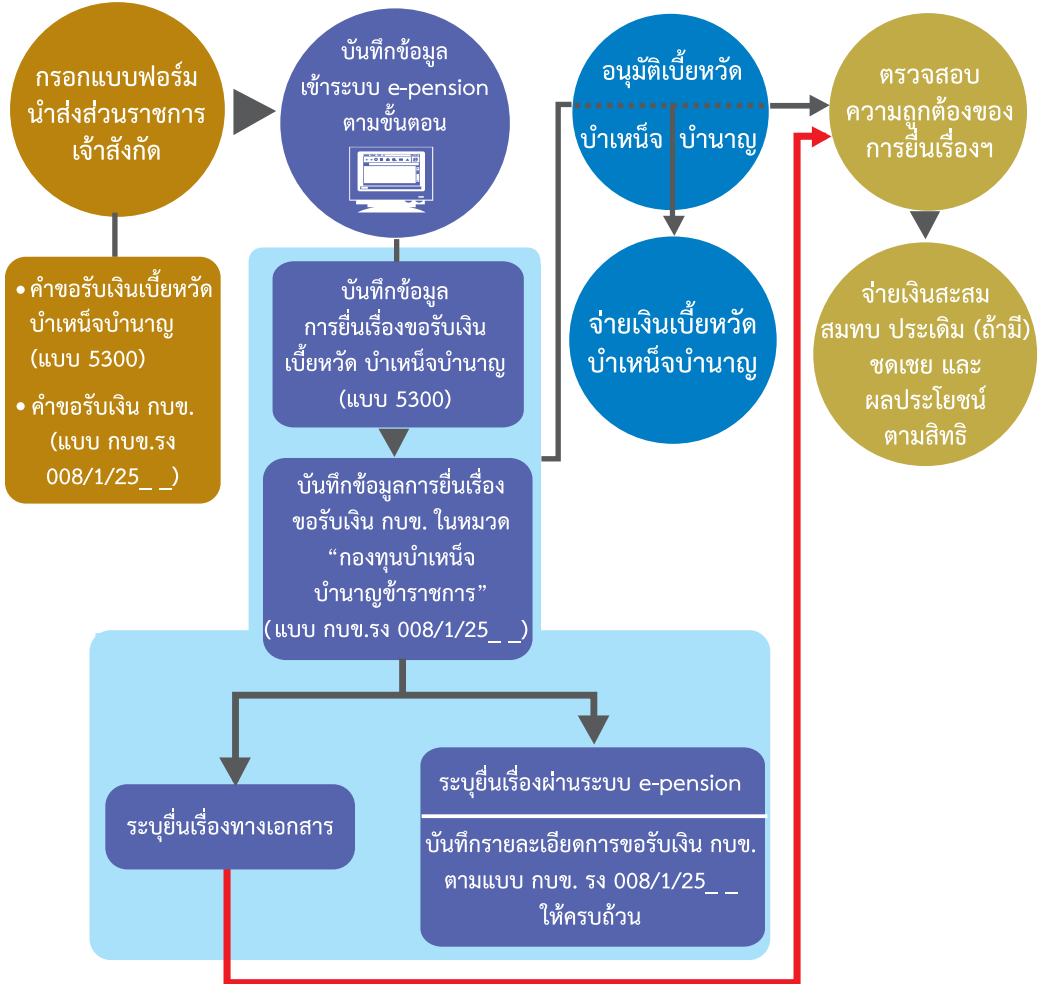 กรอกแบบฟอร์ม
นำส่งส่วนราชการ
เจ้าสังกัด
• คำขอรับเงินเบี้ยหวัด
บำเหน็จบำนาญ
(แบบ 5300)
• คำขอรับเงิน กบข.
(แบบ กบข.รง
008/1/25_ _)
บันทึกข้อมูล
เข้าระบบ e-pension
ตามขั้นตอน
บันทึกข้อมูล
การยื่นเรื่องขอรับเงิน
เบี้ยหวัด บำเหน็จบำนาญ
(แบบ 5300)
บันทึกข้อมูลการยื่นเรื่อง
ขอรับเงิน กบข. ในหมวด
“กองทุนบำเหน็จ
บำนาญข้าราชการ”
(แบบ กบข.รง 008/1/25_ _)
ระบุยื่นเรื่องทางเอกสาร
ระบุยื่นเรื่องผ่านระบบ e-pension
บันทึกรายละเอียดการขอรับเงิน กบข.
ตามแบบ กบข. รง 008/1/25_ _
ให้ครบถ้วน
อนุมัติเบี้ยหวัด
บำเหน็จ บำนาญ
จ่ายเงินเบี้ยหวัด
บำเหน็จบำนาญ
ตรวจสอบ
ความถูกต้องของ
การยื่นเรื่องฯ
จ่ายเงินสะสม
สมทบ ประเดิม (ถ้ามี)
ชดเชย และ
ผลประโยชน์
ตามสิทธิ